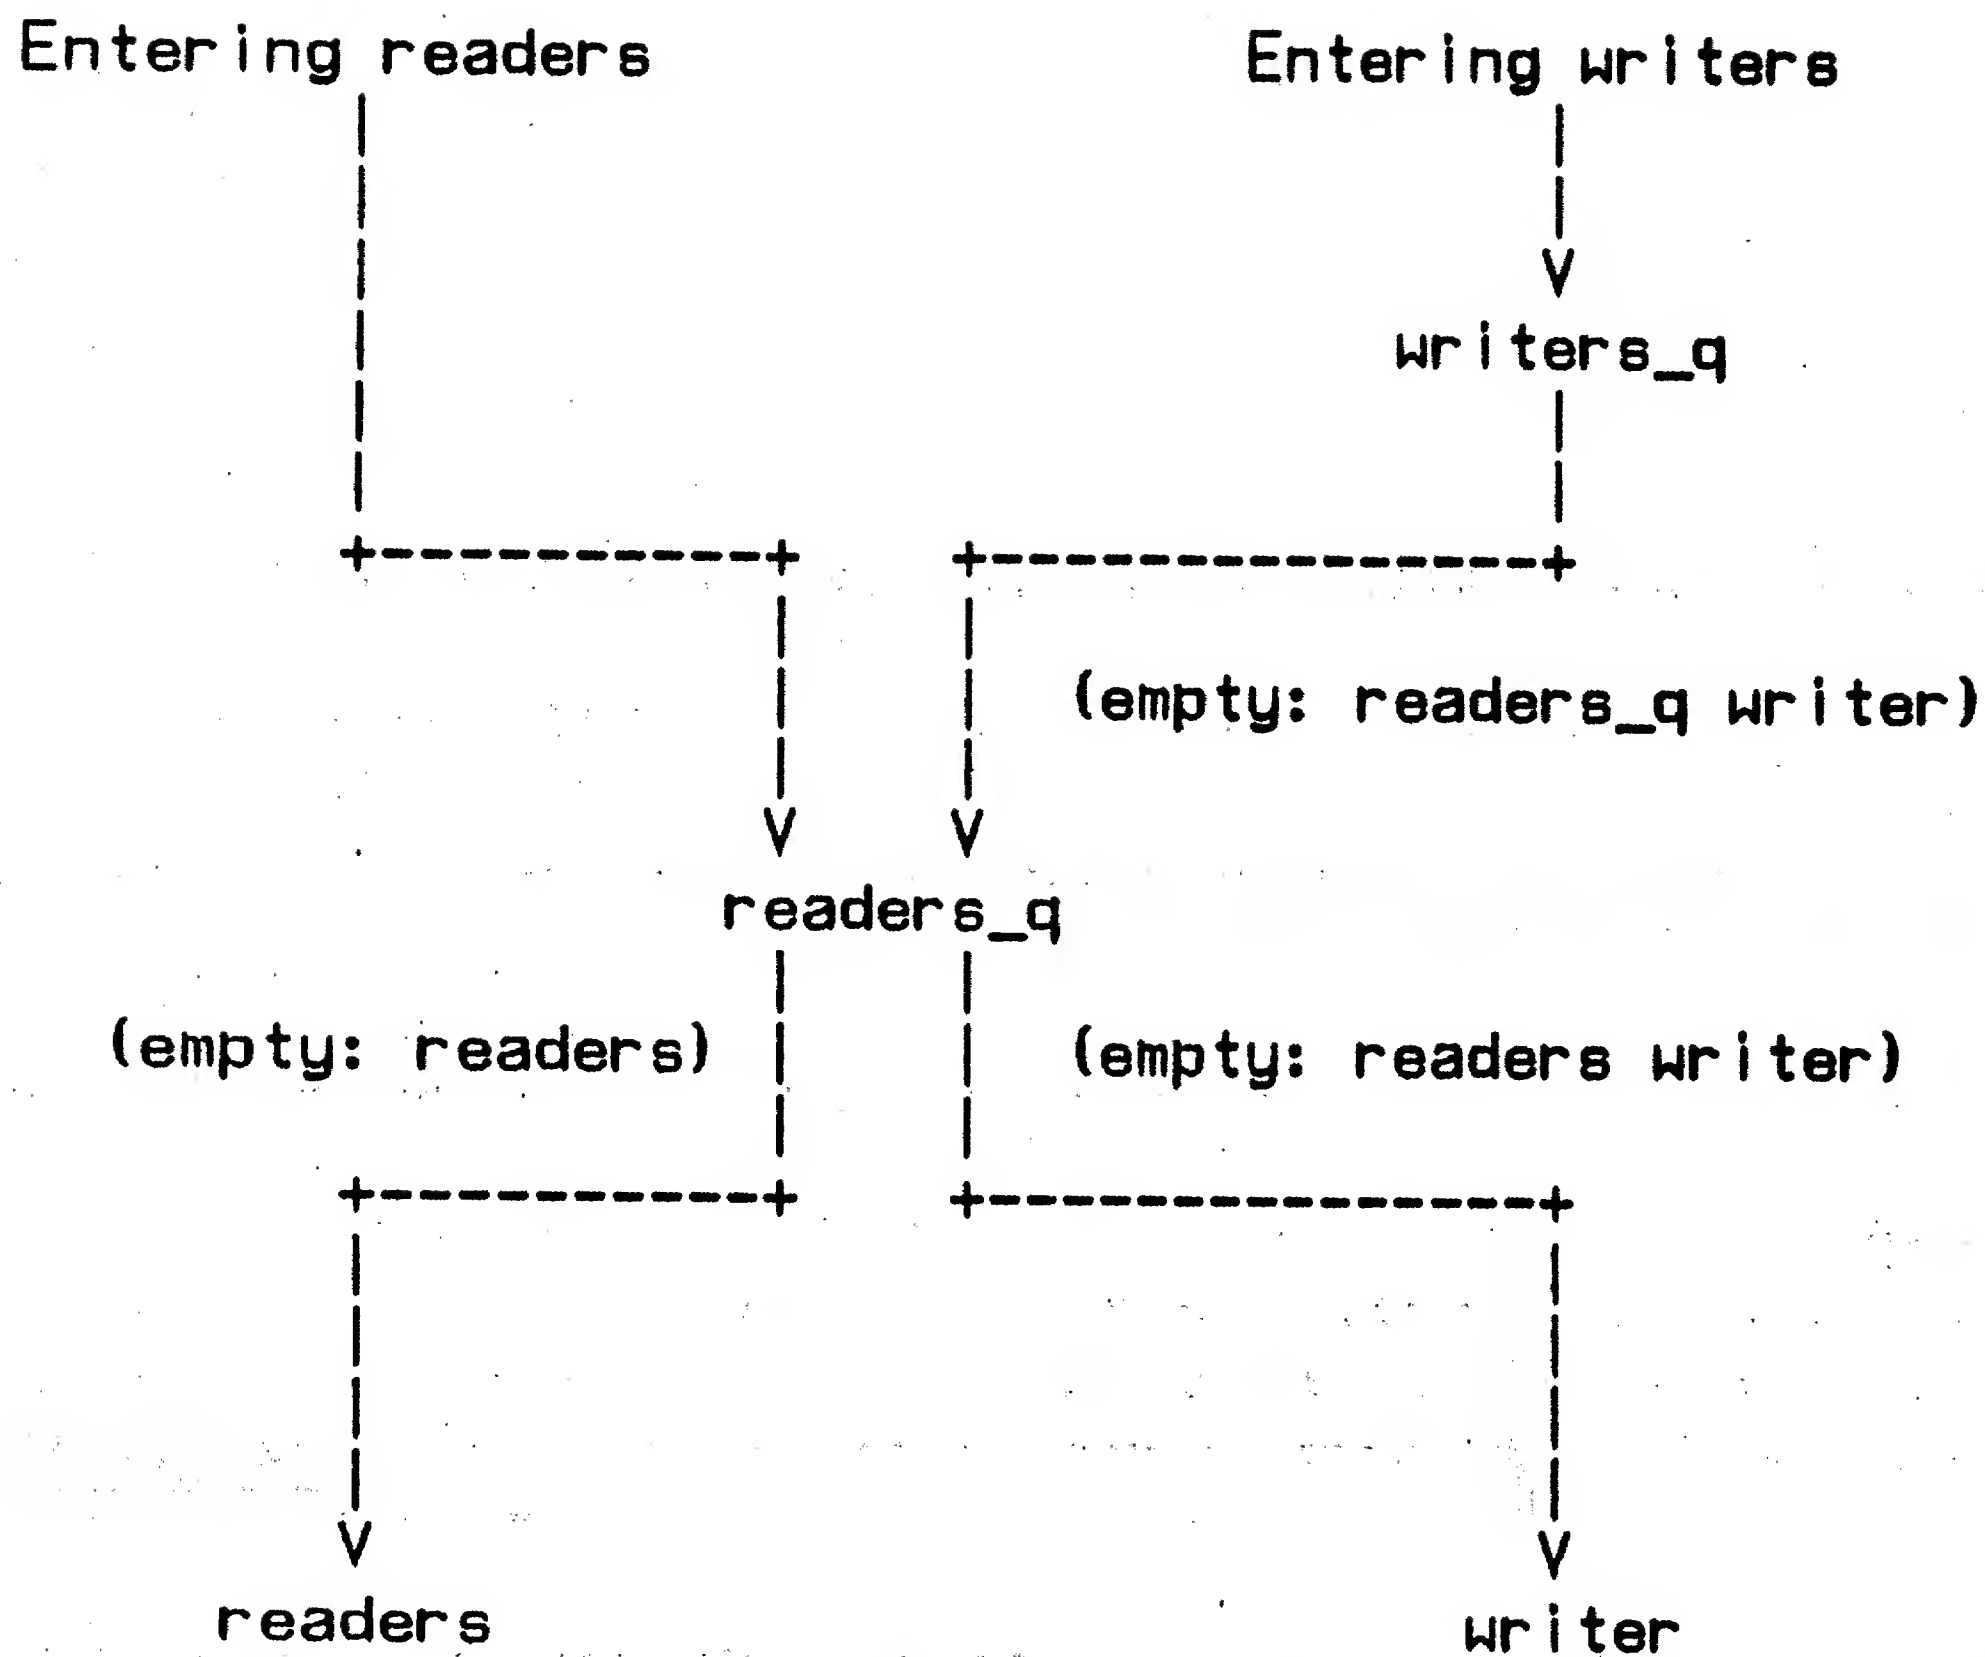 Entering readers
Entering writers
writers_q
(empty: readers_q writer)
readers_q
(empty: readers)
(empty: readers writer)
readers
writer